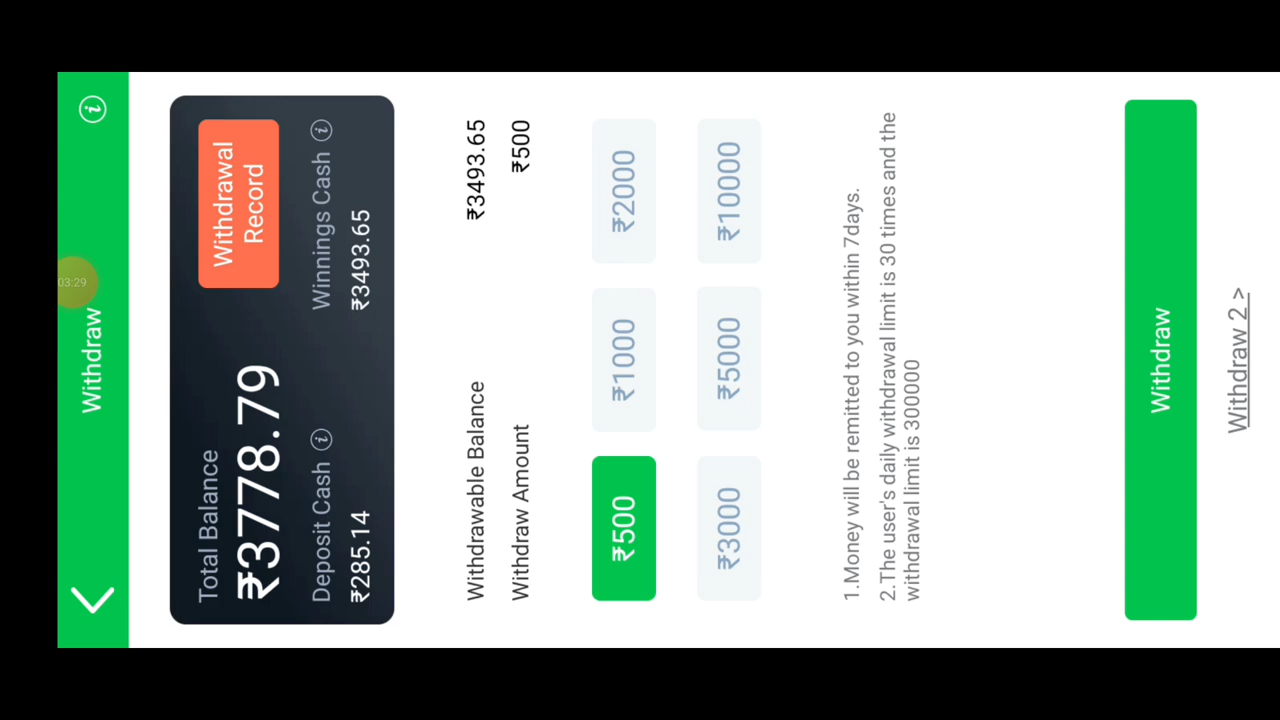 Withdraw
i
Total Balance
₹3778.79
Withdrawal
Record
Deposit Cash i
₹285.14
Winnings Cash i
₹3493.65
Withdrawable Balance ₹3493.65
Withdraw Amount ₹500
₹500 ₹1000 ₹2000
₹3000 ₹5000 ₹10000
1.Money will be remitted to you within 7days.
2.The user's daily withdrawal limit is 30 times and the
withdrawal limit is 300000
Withdraw
Withdraw 2 >
03:29